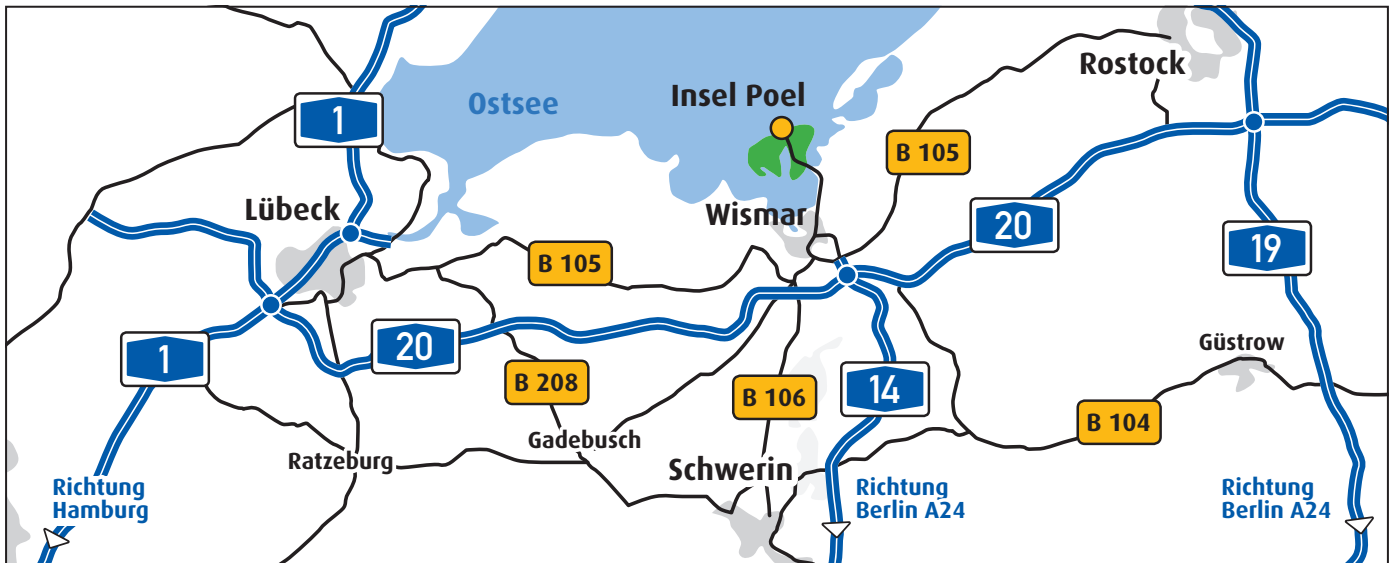 Rostock
Insel Poel
Ostsee
1
B 105
Lübeck
Wismar
20
19
B 105
20
1
Güstrow
B 208
B 106
14
B 104
Gadebusch
Ratzeburg
Schwerin
Richtung
Hamburg
Richtung
Berlin A24
Richtung
Berlin A24